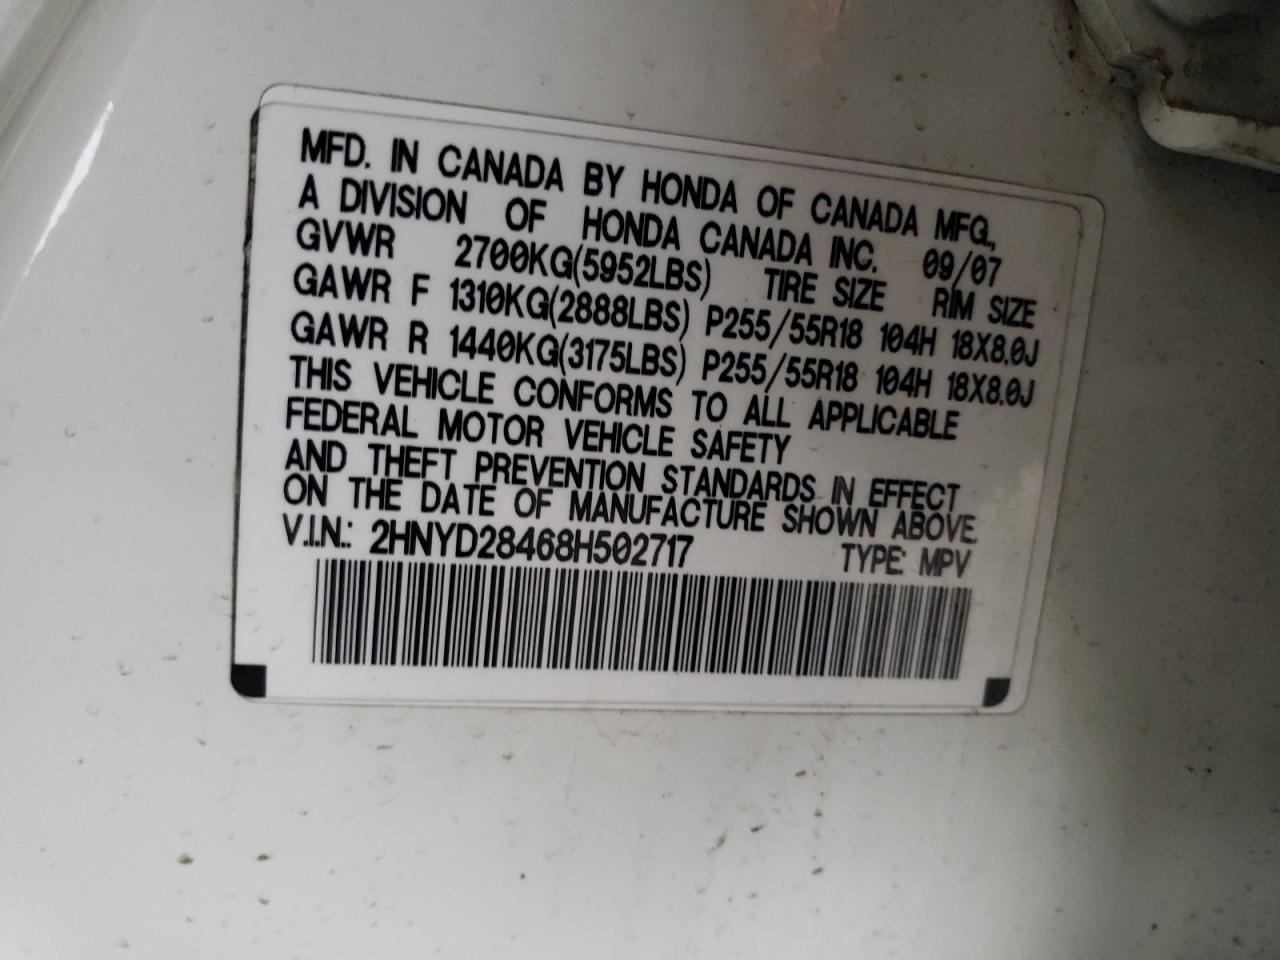 MFD. IN CANADA BY HONDA OF CANADA MFG.,
A DIVISION OF HONDA CANADA INC. 09/07
GVWR 2700KG(5952LBS) TIRE SIZE RIM SIZE
GAWR F 1310KG(2888LBS) P255/55R18 104H 18X8.0J
GAWR R 1440KG(3175LBS) P255/55R18 104H 18X8.0J
THIS VEHICLE CONFORMS TO ALL APPLICABLE
FEDERAL MOTOR VEHICLE SAFETY
AND THEFT PREVENTION STANDARDS IN EFFECT
ON THE DATE OF MANUFACTURE SHOWN ABOVE.
V.I.N.: 2HNYD28468H502717 TYPE: MPV